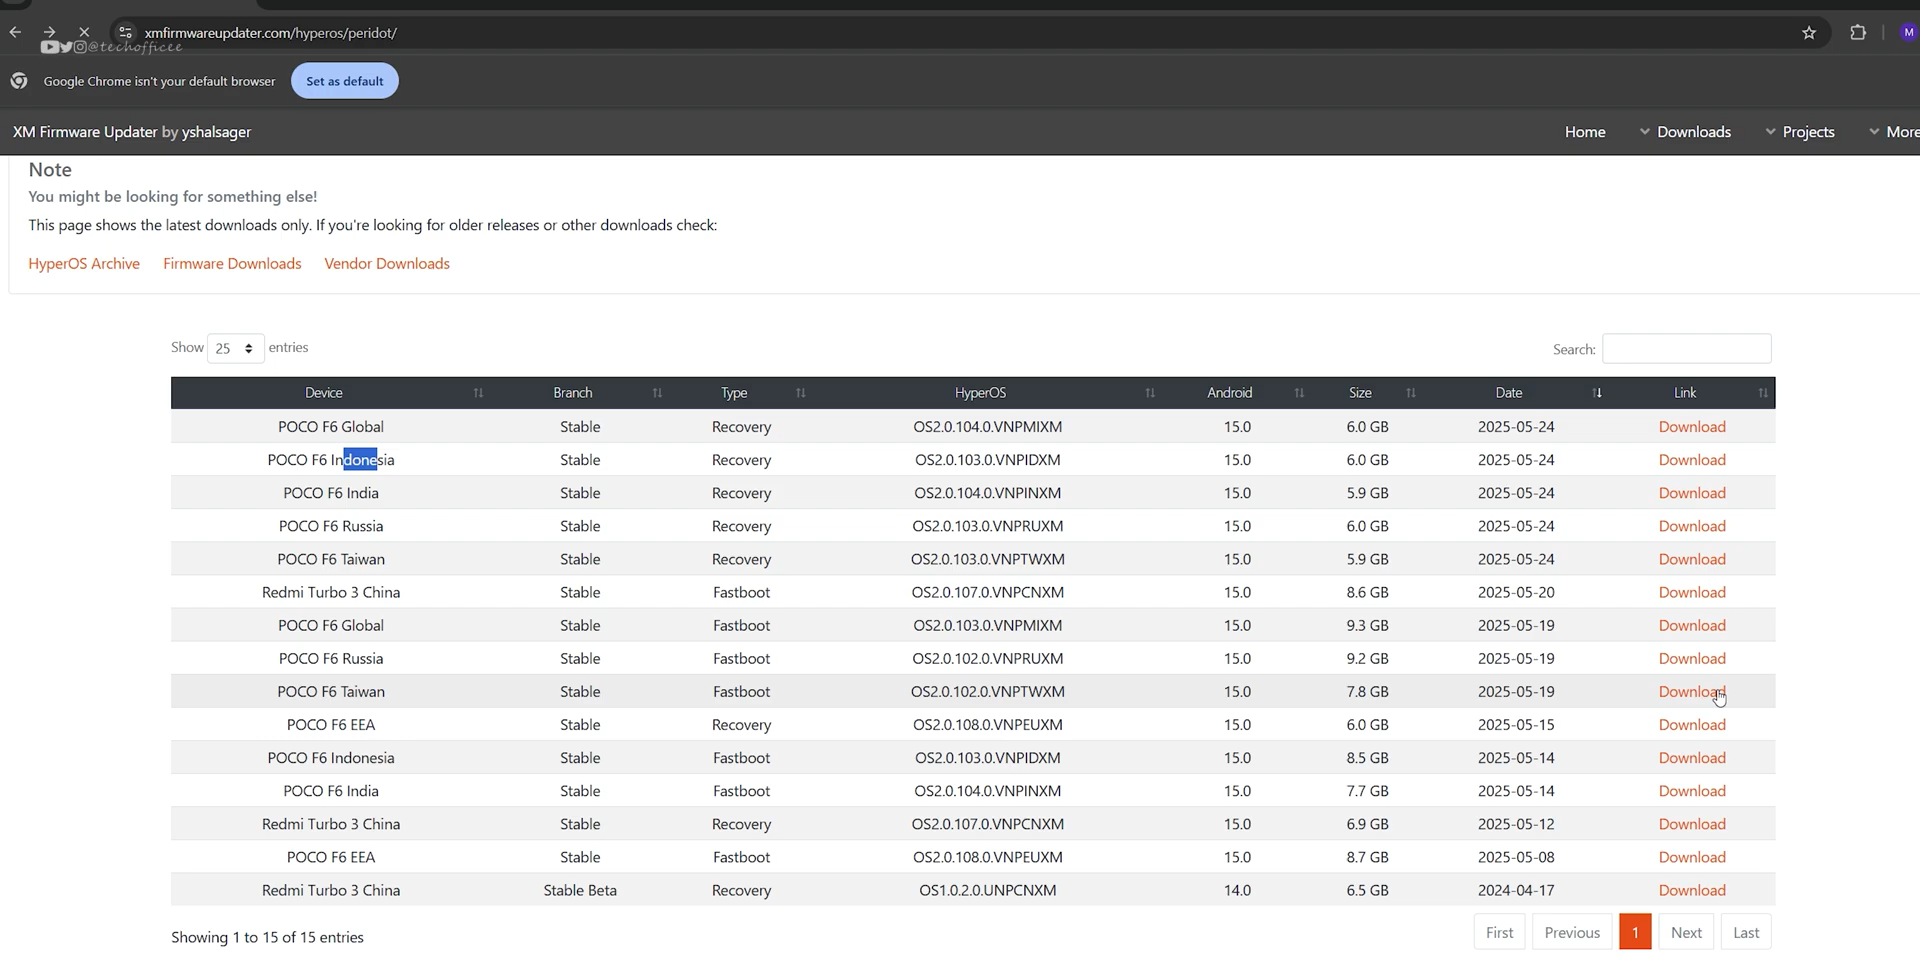 xmfirmwareupdater.com/hyperos/peridot/
M
@techofficee
Google Chrome isn't your default browser Set as default
XM Firmware Updater by yshalsager Home Downloads Projects More
Note
You might be looking for something else!
This page shows the latest downloads only. If you're looking for older releases or other downloads check:
HyperOS Archive Firmware Downloads Vendor Downloads
Show 25 entries Search:
Device Branch Type HyperOS Android Size Date Link
POCO F6 Global Stable Recovery OS2.0.104.0.VNPMIXM 15.0 6.0 GB 2025-05-24 Download
POCO F6 Indonesia Stable Recovery OS2.0.103.0.VNPIDXM 15.0 6.0 GB 2025-05-24 Download
POCO F6 India Stable Recovery OS2.0.104.0.VNPINXM 15.0 5.9 GB 2025-05-24 Download
POCO F6 Russia Stable Recovery OS2.0.103.0.VNPRUXM 15.0 6.0 GB 2025-05-24 Download
POCO F6 Taiwan Stable Recovery OS2.0.103.0.VNPTWXM 15.0 5.9 GB 2025-05-24 Download
Redmi Turbo 3 China Stable Fastboot OS2.0.107.0.VNPCNXM 15.0 8.6 GB 2025-05-20 Download
POCO F6 Global Stable Fastboot OS2.0.103.0.VNPMIXM 15.0 9.3 GB 2025-05-19 Download
POCO F6 Russia Stable Fastboot OS2.0.102.0.VNPRUXM 15.0 9.2 GB 2025-05-19 Download
POCO F6 Taiwan Stable Fastboot OS2.0.102.0.VNPTWXM 15.0 7.8 GB 2025-05-19 Download
POCO F6 EEA Stable Recovery OS2.0.108.0.VNPEUXM 15.0 6.0 GB 2025-05-15 Download
POCO F6 Indonesia Stable Fastboot OS2.0.103.0.VNPIDXM 15.0 8.5 GB 2025-05-14 Download
POCO F6 India Stable Fastboot OS2.0.104.0.VNPINXM 15.0 7.7 GB 2025-05-14 Download
Redmi Turbo 3 China Stable Recovery OS2.0.107.0.VNPCNXM 15.0 6.9 GB 2025-05-12 Download
POCO F6 EEA Stable Fastboot OS2.0.108.0.VNPEUXM 15.0 8.7 GB 2025-05-08 Download
Redmi Turbo 3 China Stable Beta Recovery OS1.0.2.0.UNPCNXM 14.0 6.5 GB 2024-04-17 Download
Showing 1 to 15 of 15 entries First Previous 1 Next Last